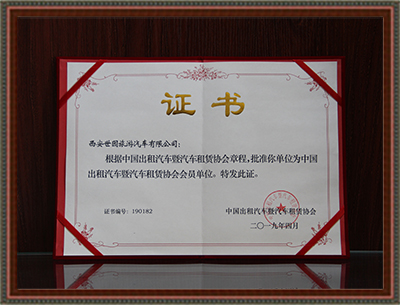 证书
西安世园旅游汽车有限公司:
根据中国出租汽车暨汽车租赁协会章程,批准你单位为中国
出租汽车暨汽车租赁协会会员单位。特发此证。
证书编号: 190182
中国出租汽车暨汽车租赁协会
二〇一九年四月